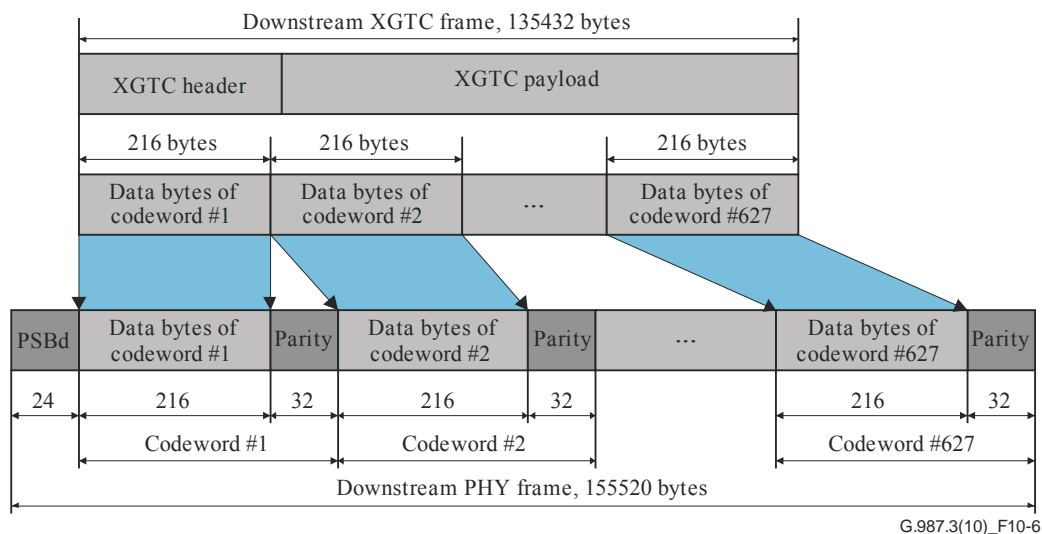 Downstream XGTC frame, 135432 bytes
XGTC header
XGTC payload
216 bytes
216 bytes
216 bytes
Data bytes of
codeword #1
Data bytes of
codeword #2
...
Data bytes of
codeword #627
PSBd
Data bytes of
codeword #1
Parity
Data bytes of
codeword #2
Parity
...
Data bytes of
codeword #627
Parity
24
216
32
216
32
216
32
Codeword #1
Codeword #2
Codeword #627
Downstream PHY frame, 155520 bytes
G.987.3(10)_F10-6